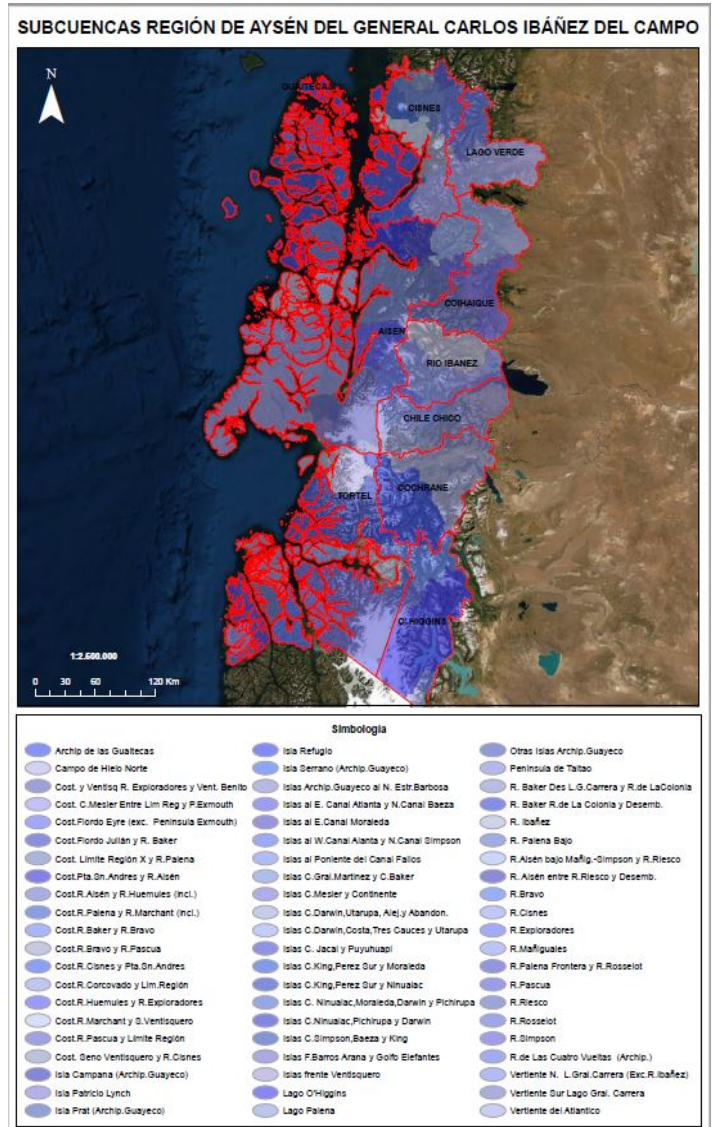 SUBCUENCAS REGIÓN DE AYSÉN DEL GENERAL CARLOS IBÁÑEZ DEL CAMPO
N
GUAITECAS
CISNES
LAGO VERDE
COIHAIQUE
AISEN
RIO IBANEZ
CHILE CHICO
COCHRANE
TORTEL
O'HIGGINS
1:2.500.000
0 30 60 120 Km
Simbologia
Archip de las Guaitecas
Campo de Hielo Norte
Cost. y Ventisq R. Exploradores y Vent. Benito
Cost. C.Mesier Entre Lim Reg y P.Exmouth
Cost.Fiordo Eyre (exc. Peninsula Exmouth)
Cost.Fiordo Julián y R. Baker
Cost. Limite Región X y R.Palena
Cost.Pta.Sn.Andres y R.Aisén
Cost.R.Aisén y R.Huemules (incl.)
Cost.R.Palena y R.Marchant (incl.)
Cost.R.Baker y R.Bravo
Cost.R.Bravo y R.Pascua
Cost.R.Cisnes y Pta.Sn.Andres
Cost.R.Corcovado y Lim.Región
Cost.R.Huemules y R.Exploradores
Cost.R.Marchant y S.Ventisquero
Cost.R.Pascua y Limite Región
Cost. Seno Ventisquero y R.Cisnes
Isla Campana (Archip.Guayeco)
Isla Patricio Lynch
Isla Prat (Archip.Guayeco)
Isla Refugio
Isla Serrano (Archip.Guayeco)
Islas Archip.Guayeco al N. Estr.Barbosa
Islas al E. Canal Atlanta y N.Canal Baeza
Islas al E.Canal Moraleda
Islas al W.Canal Alanta y N.Canal Simpson
Islas al Poniente del Canal Fallos
Islas C.Gral.Martinez y C.Baker
Islas C.Mesier y Continente
Islas C.Darwin,Utarupa, Alej.y Abandon.
Islas C.Darwin,Costa,Tres Cauces y Utarupa
Islas C. Jacal y Puyuhuapi
Islas C.King,Perez Sur y Moraleda
Islas C.King,Perez Sur y Ninualac
Islas C. Ninualac,Moraleda,Darwin y Pichirupa
Islas C.Ninualac,Pichirupa y Darwin
Islas C.Simpson,Baeza y King
Islas F.Barros Arana y Golfo Elefantes
Islas frente Ventisquero
Lago O'Higgins
Lago Palena
Otras Islas Archip.Guayeco
Peninsula de Taitao
R. Baker Des L.G.Carrera y R.de LaColonia
R. Baker R.de La Colonia y Desemb.
R. Ibañez
R. Palena Bajo
R.Aisén bajo Mañig.-Simpson y R.Riesco
R. Aisén entre R.Riesco y Desemb.
R.Bravo
R.Cisnes
R.Exploradores
R.Mañiguales
R.Palena Frontera y R.Rosselot
R.Pascua
R.Riesco
R.Rosselot
R.Simpson
R.de Las Cuatro Vueltas (Archip.)
Vertiente N. L.Gral.Carrera (Exc.R.Ibañez)
Vertiente Sur Lago Gral. Carrera
Vertiente del Atlantico